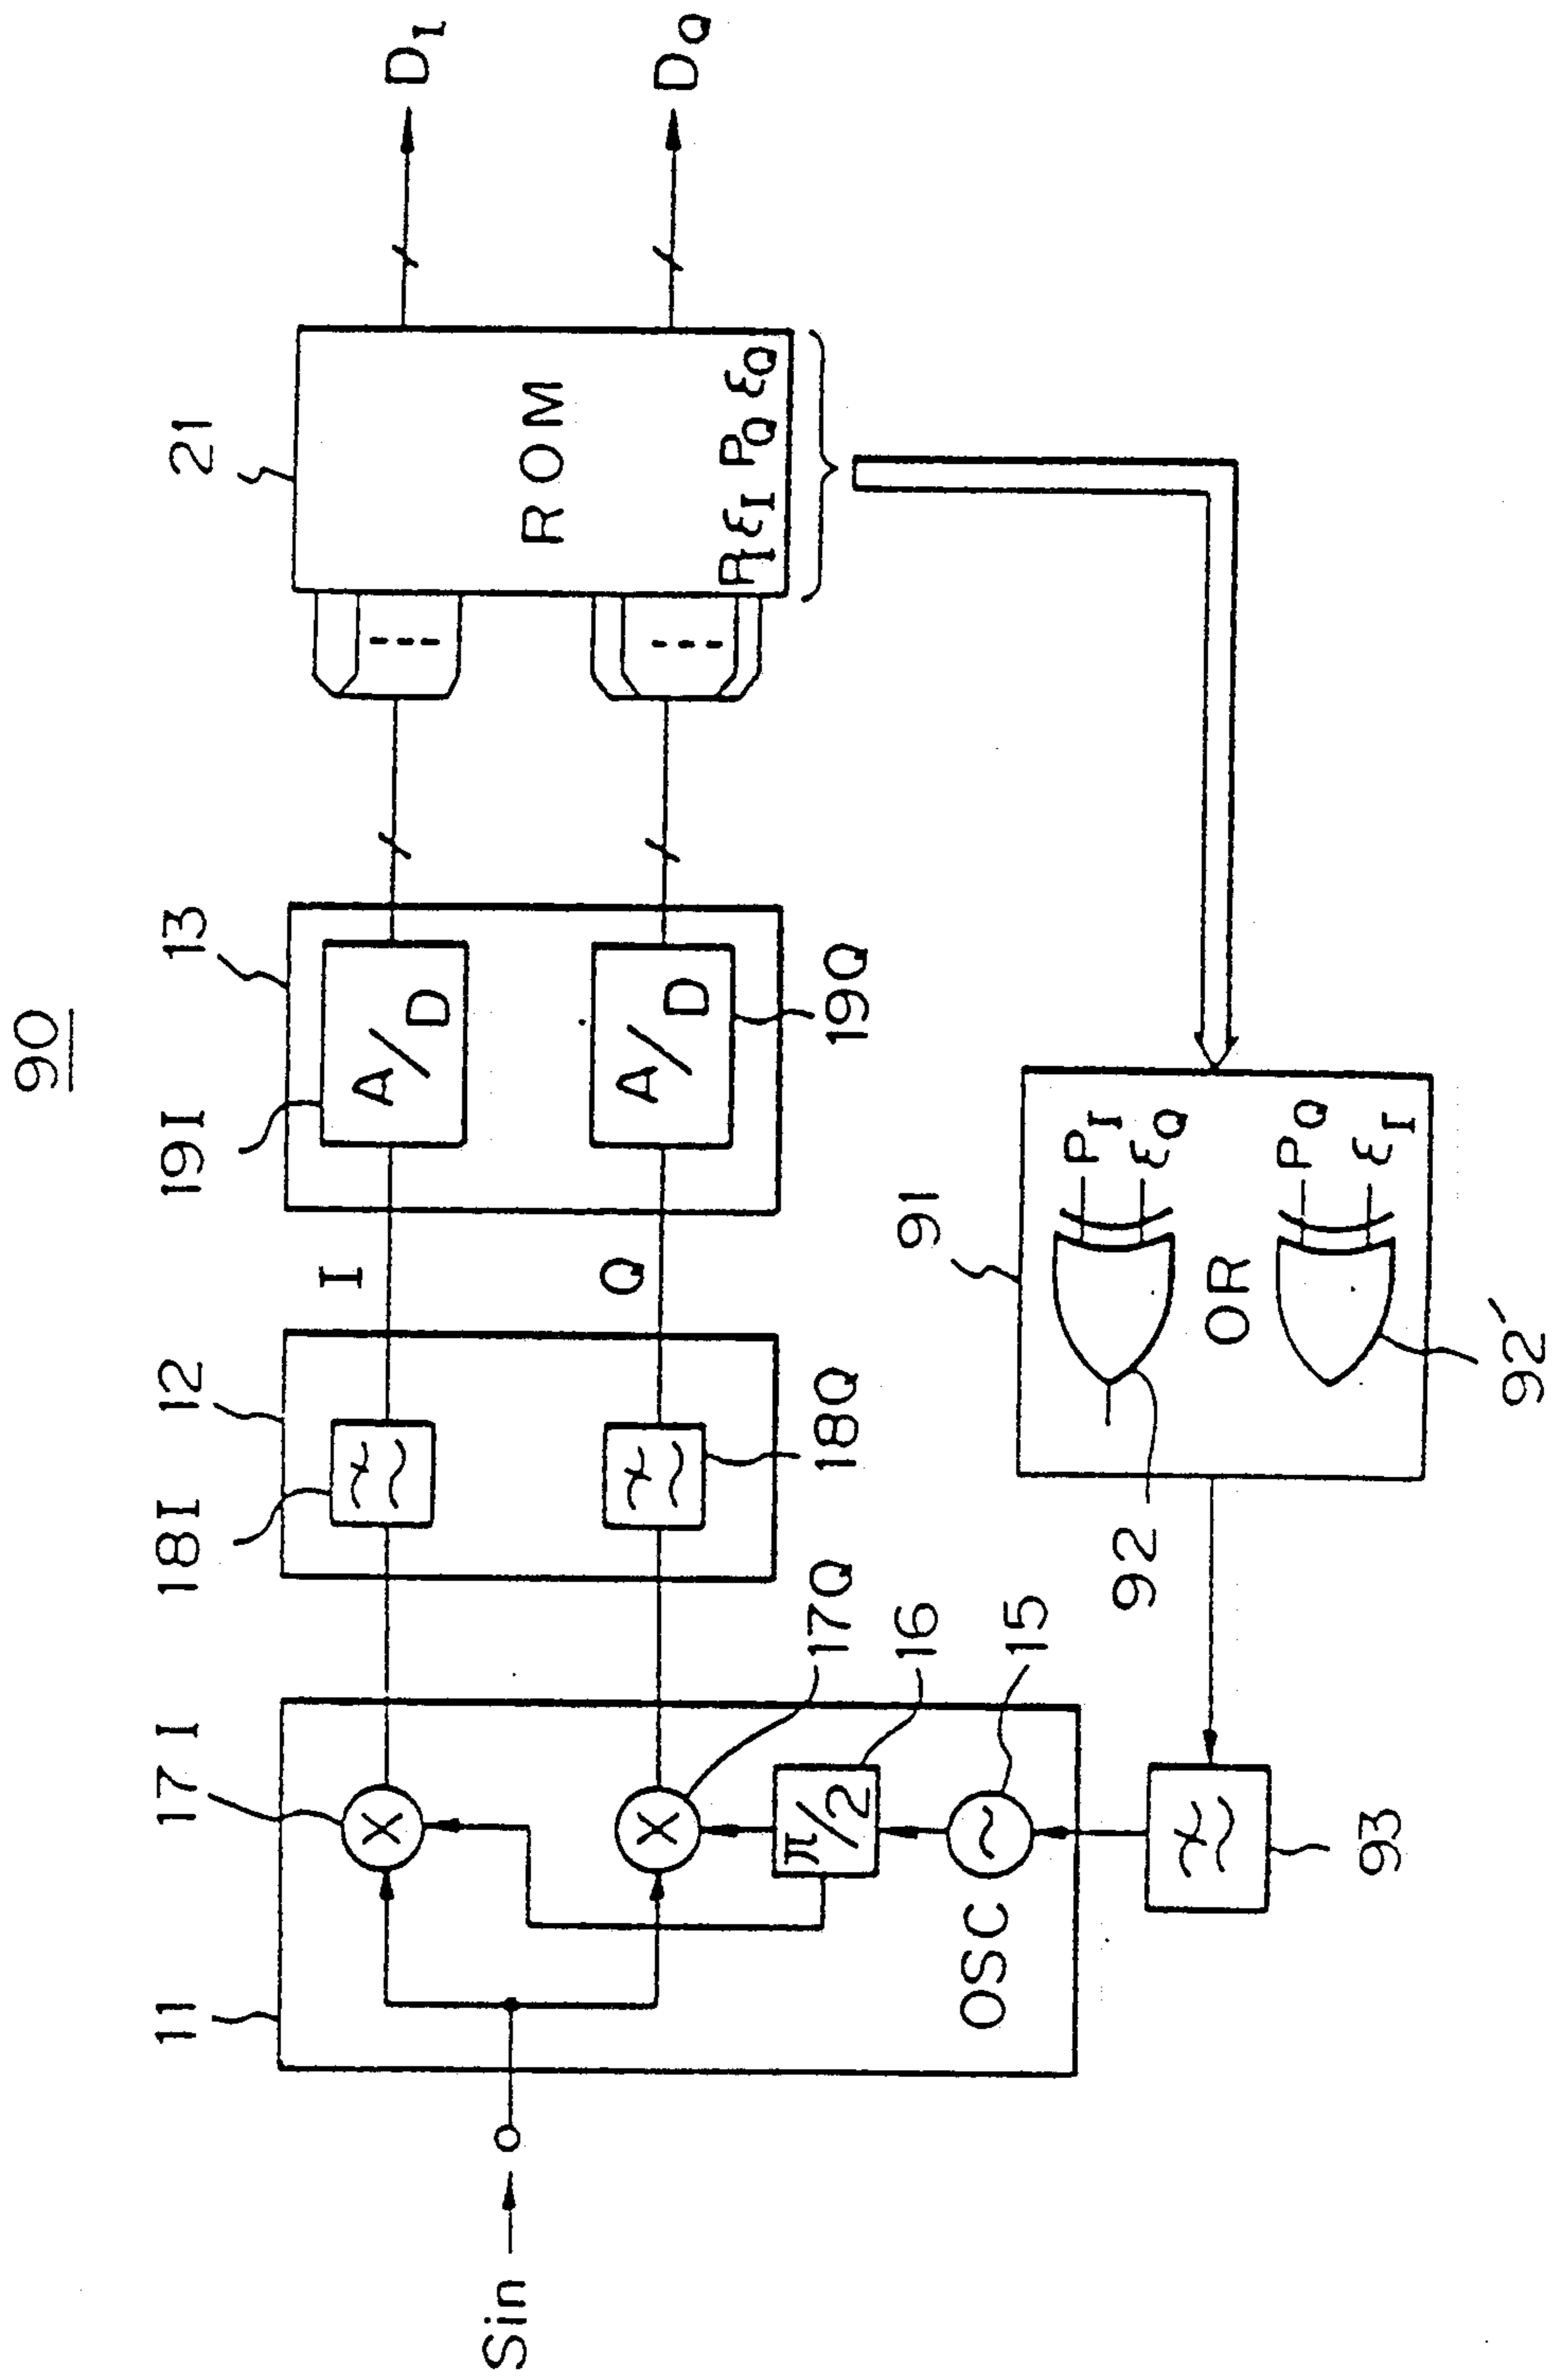 90
11
17 I
18I
12
19I
13
21
Sin
X
I
A/D
ROM
DI
X
Q
A/D
DQ
17Q
18Q
19Q
PI εI PQ εQ
π/2
16
OSC
~
15
91
PI
εQ
OR
PQ
εI
92
92'
93